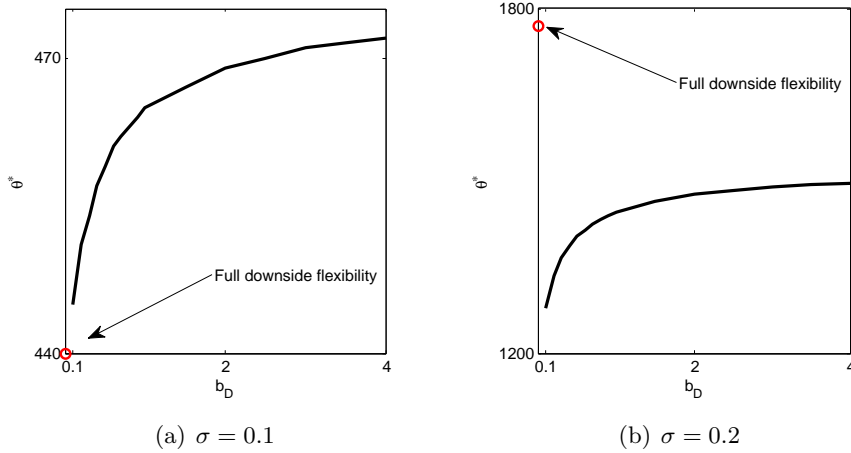 470
θ*
Full downside flexibility
440
0.1 2 4
b_D
(a) σ = 0.1
1800
Full downside flexibility
θ*
1200
0.1 2 4
b_D
(b) σ = 0.2